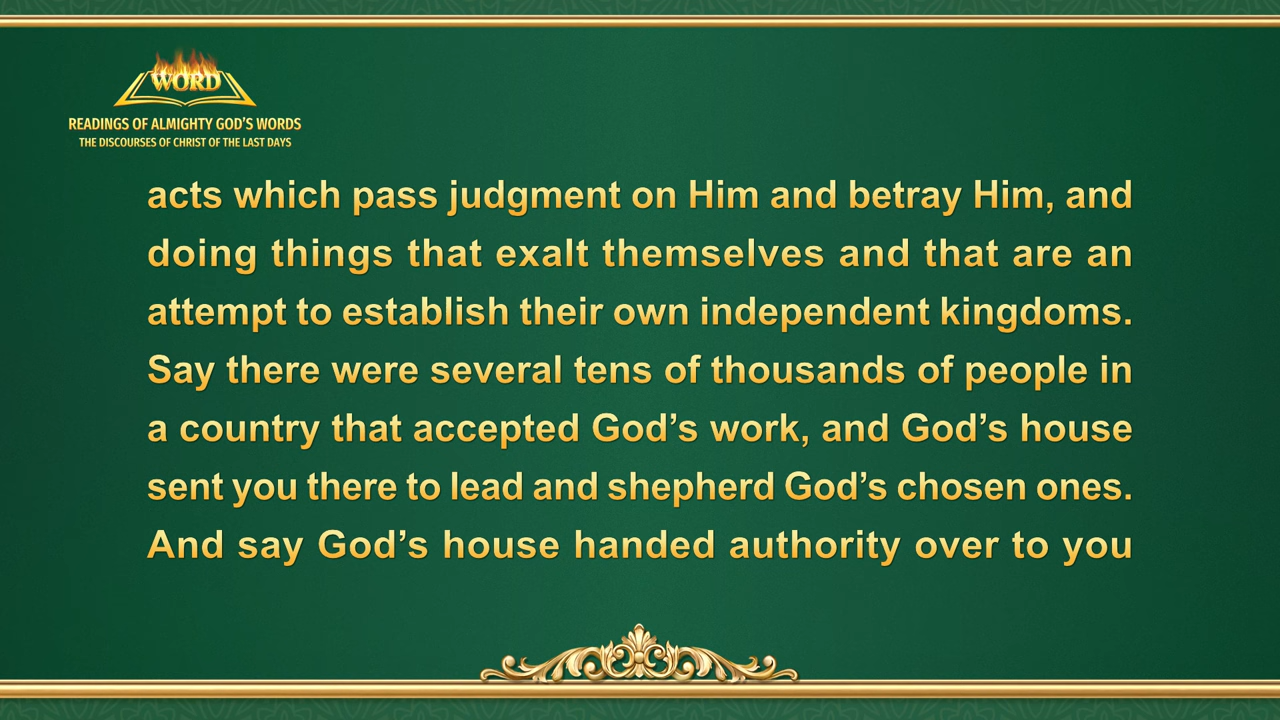 WORD
READINGS OF ALMIGHTY GOD'S WORDS
THE DISCOURSES OF CHRIST OF THE LAST DAYS
acts which pass judgment on Him and betray Him, and
doing things that exalt themselves and that are an
attempt to establish their own independent kingdoms.
Say there were several tens of thousands of people in
a country that accepted God’s work, and God’s house
sent you there to lead and shepherd God’s chosen ones.
And say God’s house handed authority over to you